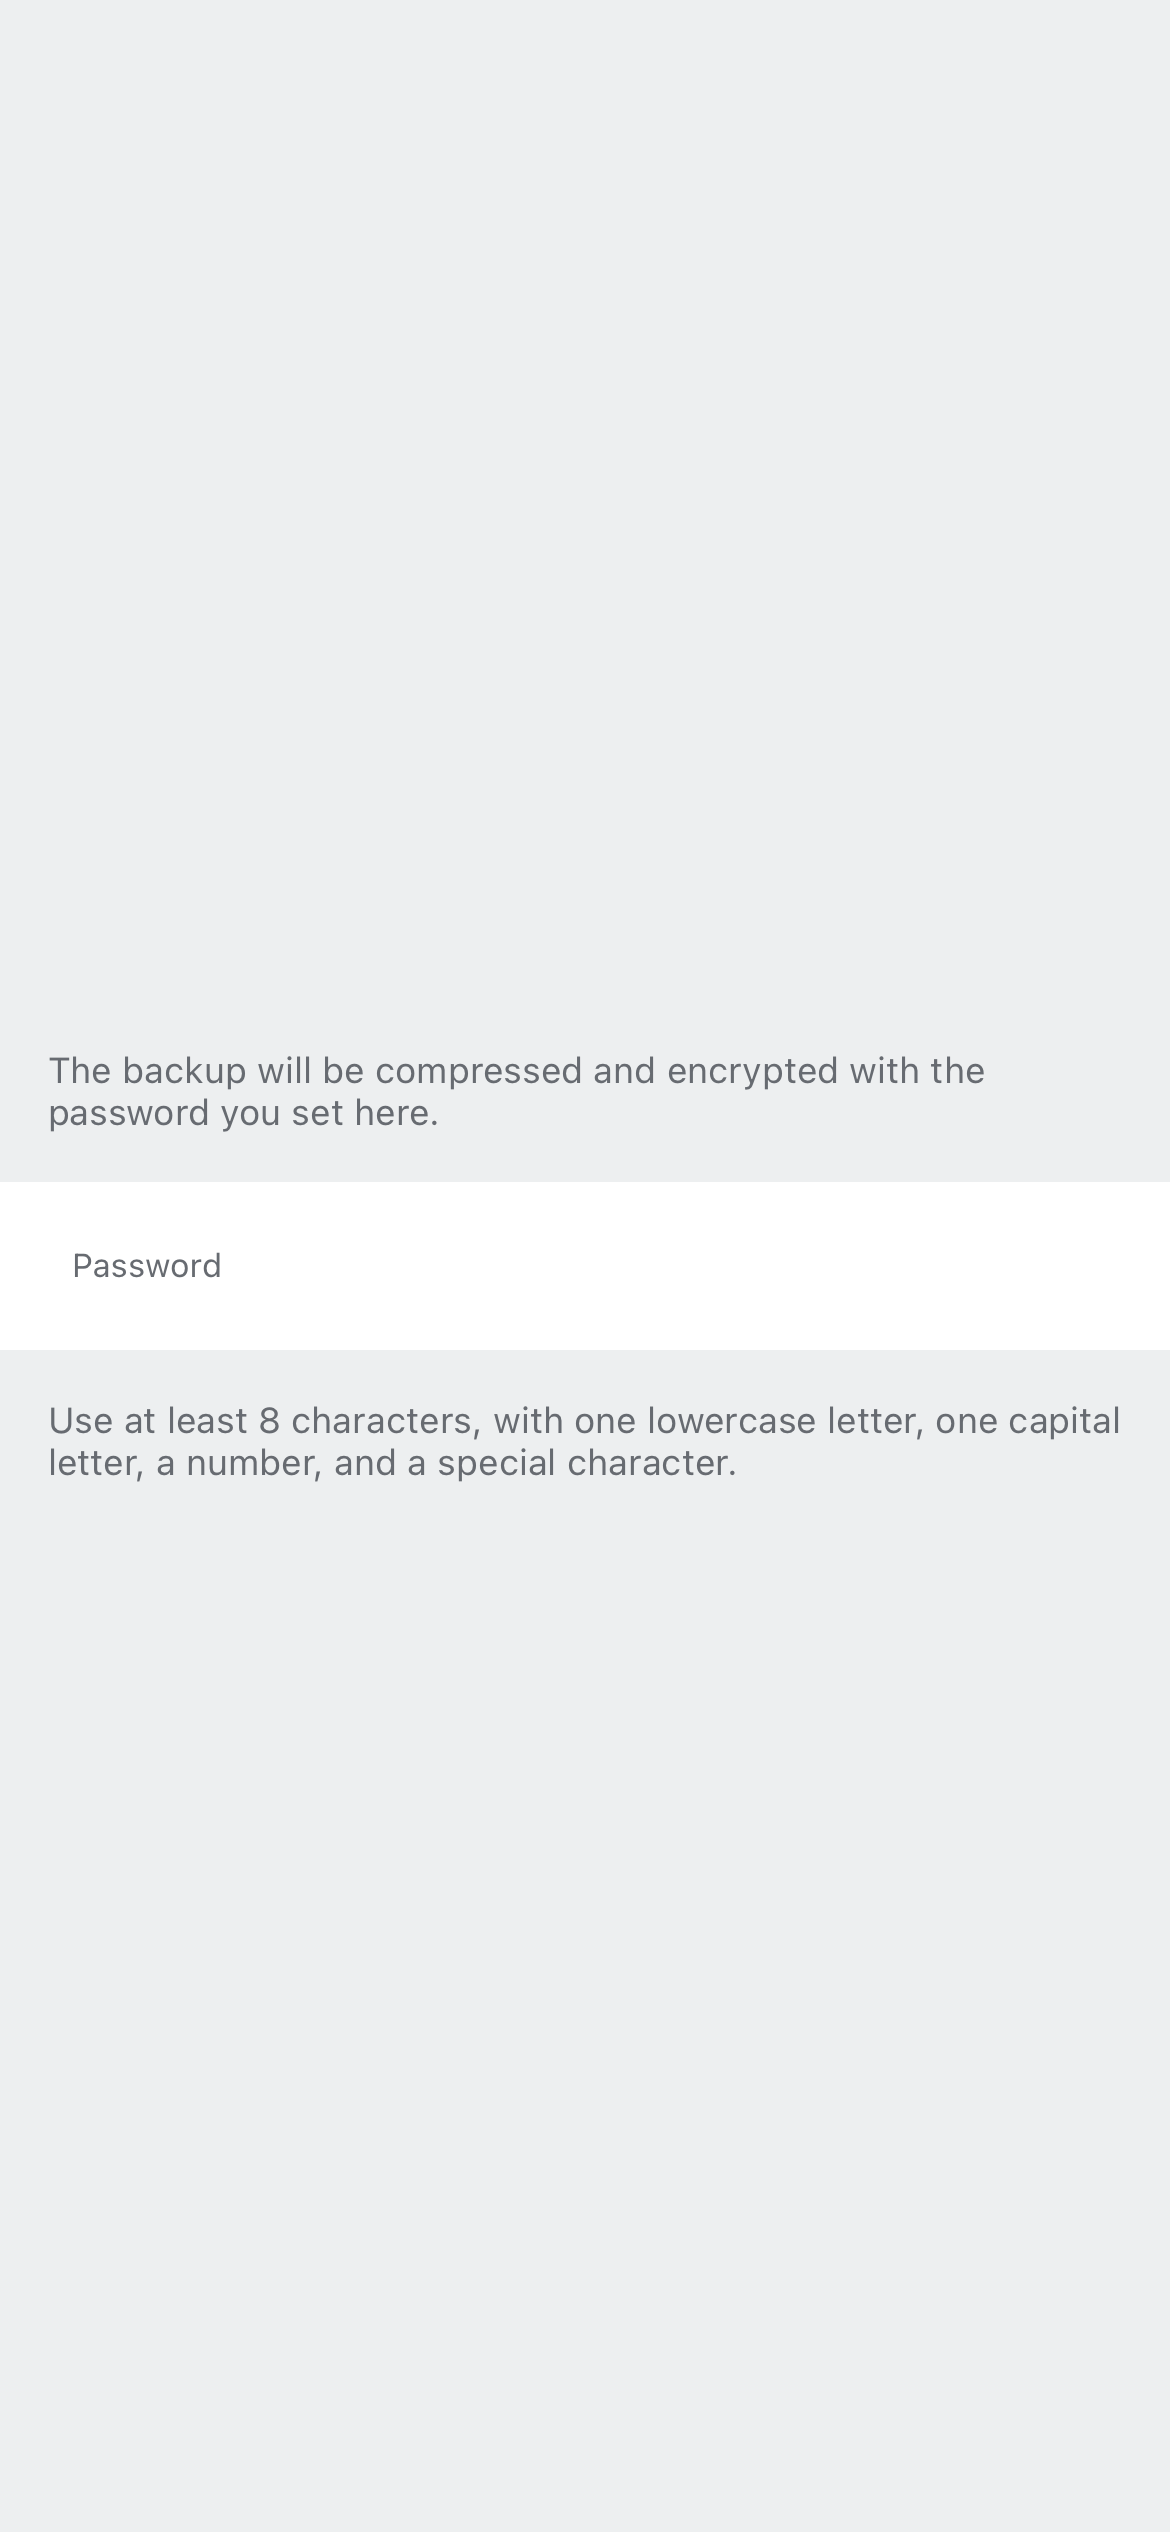 The backup will be compressed and encrypted with the
password you set here.
Password
Use at least 8 characters, with one lowercase letter, one capital
letter, a number, and a special character.